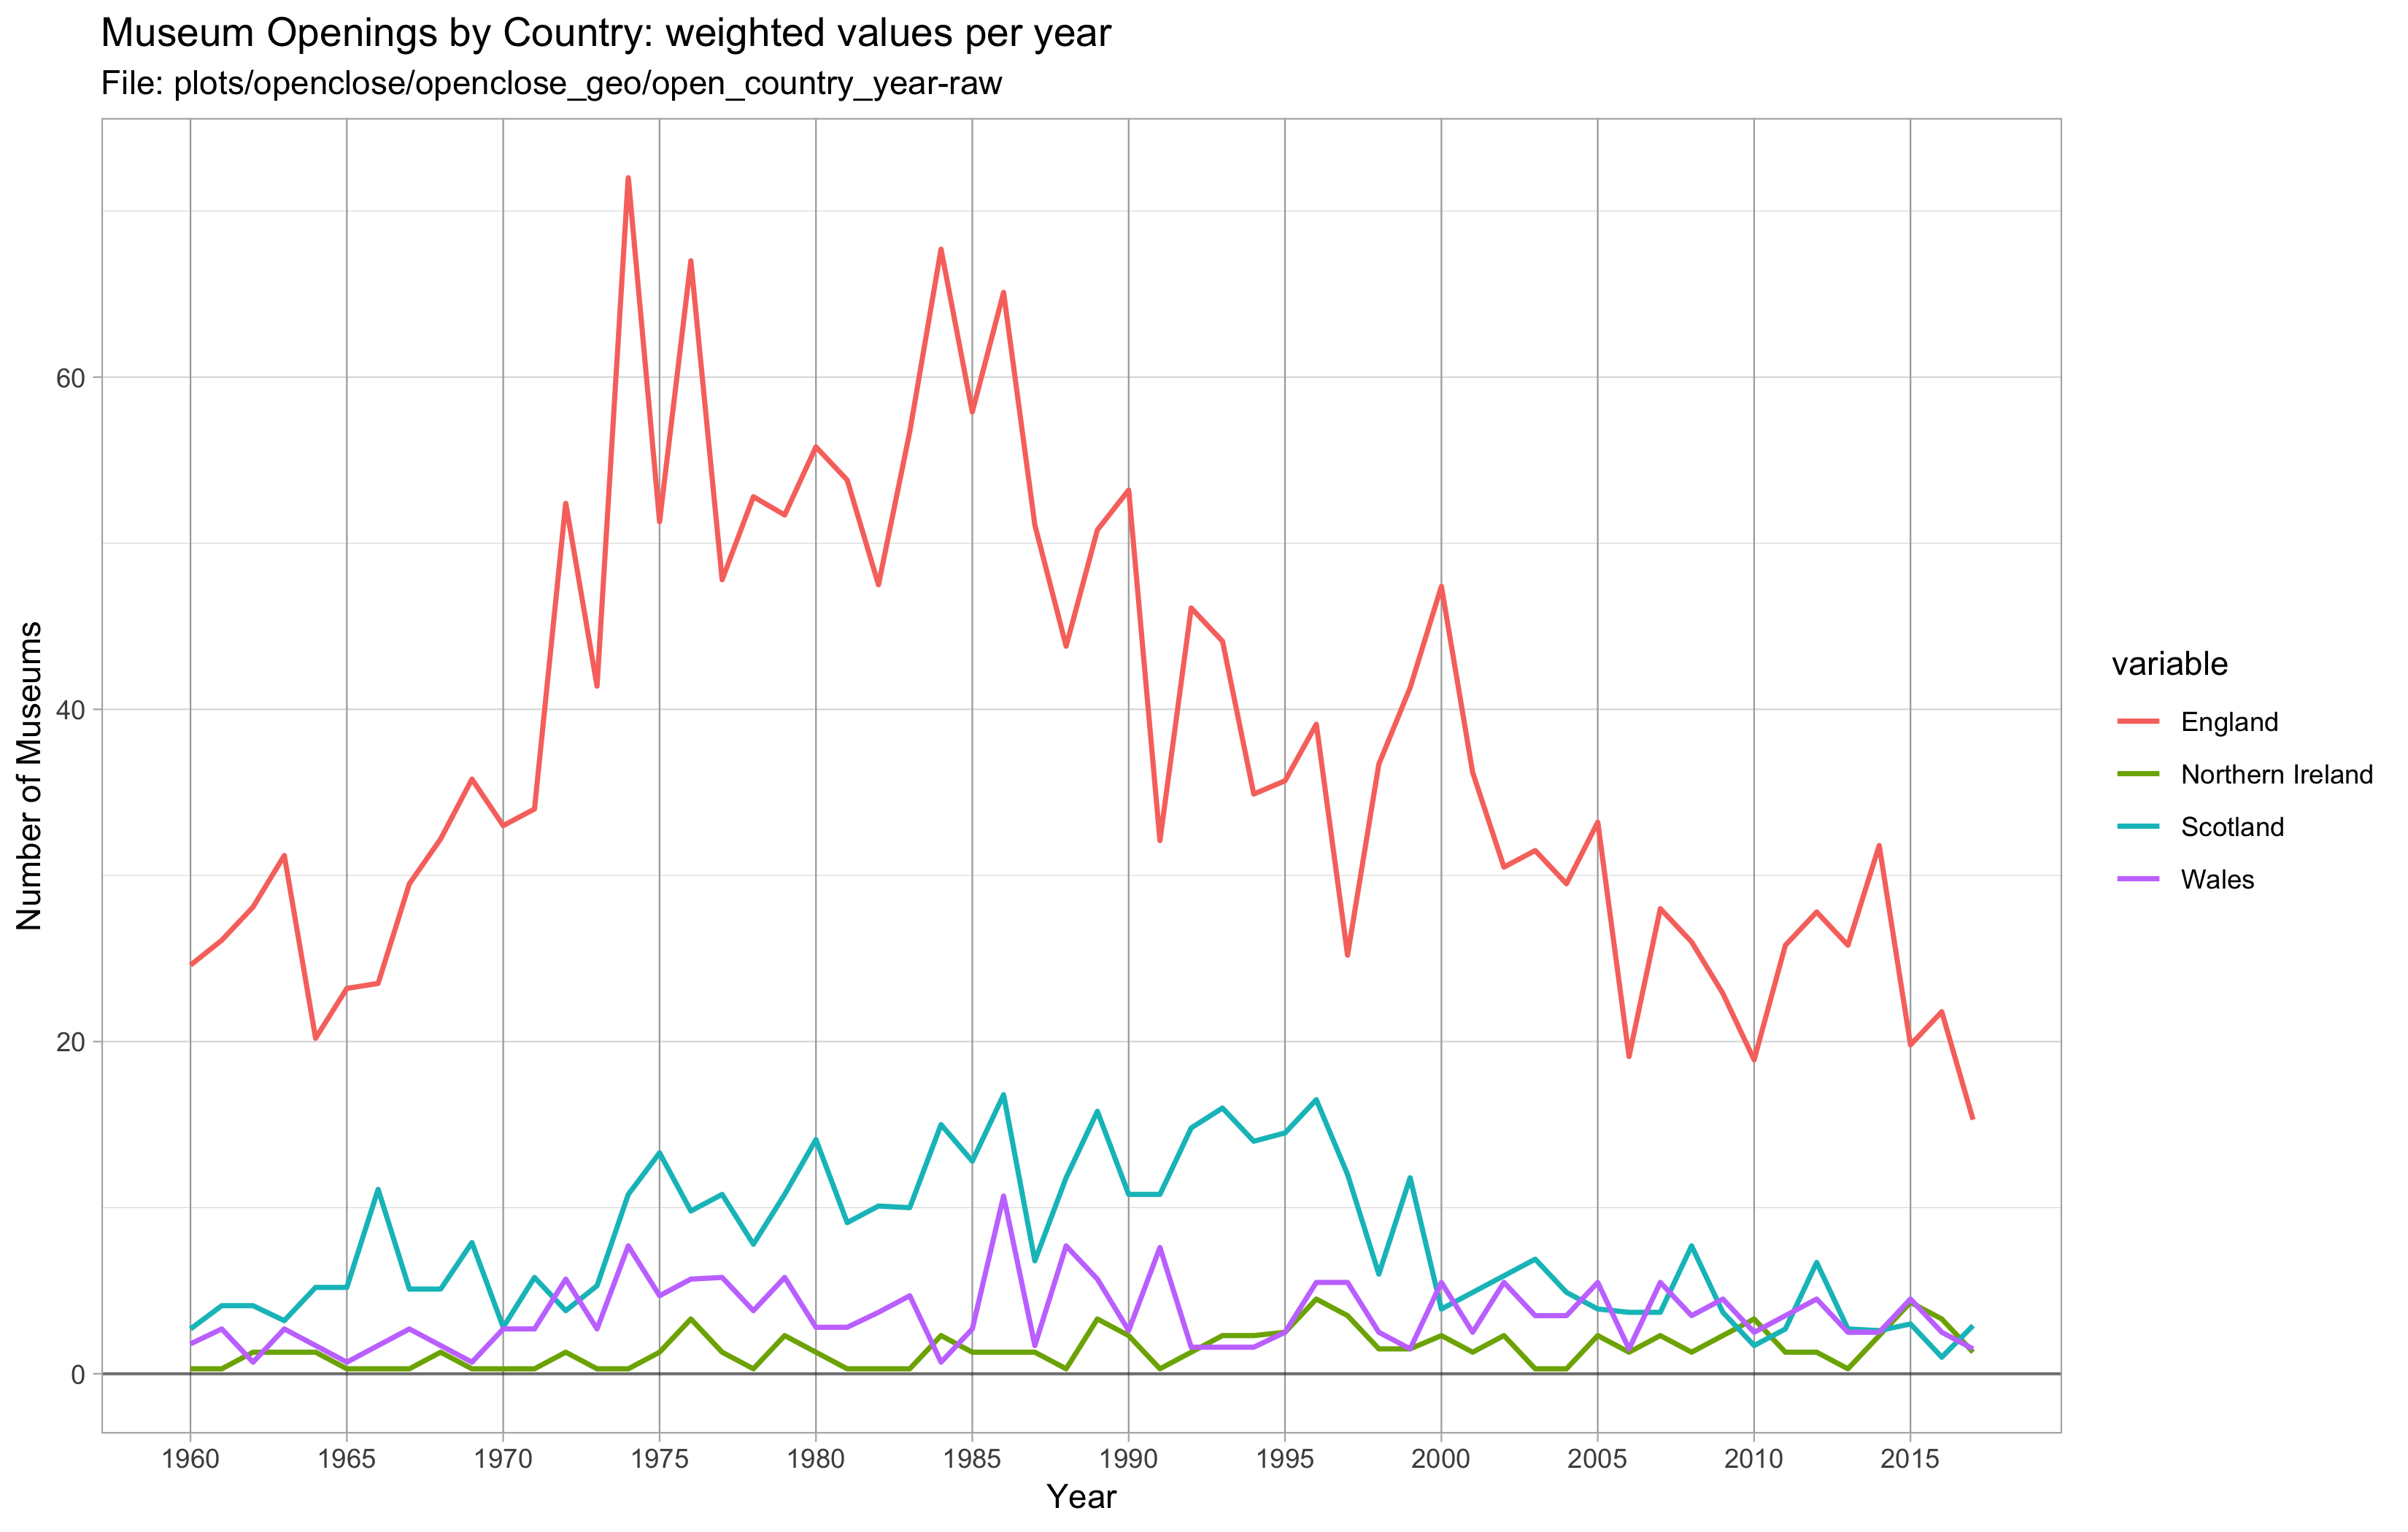 Museum Openings by Country: weighted values per year
File: plots/openclose/openclose_geo/open_country_year-raw
Number of Museums
60
40
20
0
1960 1965 1970 1975 1980 1985 1990 1995 2000 2005 2010 2015
Year
variable
England
Northern Ireland
Scotland
Wales